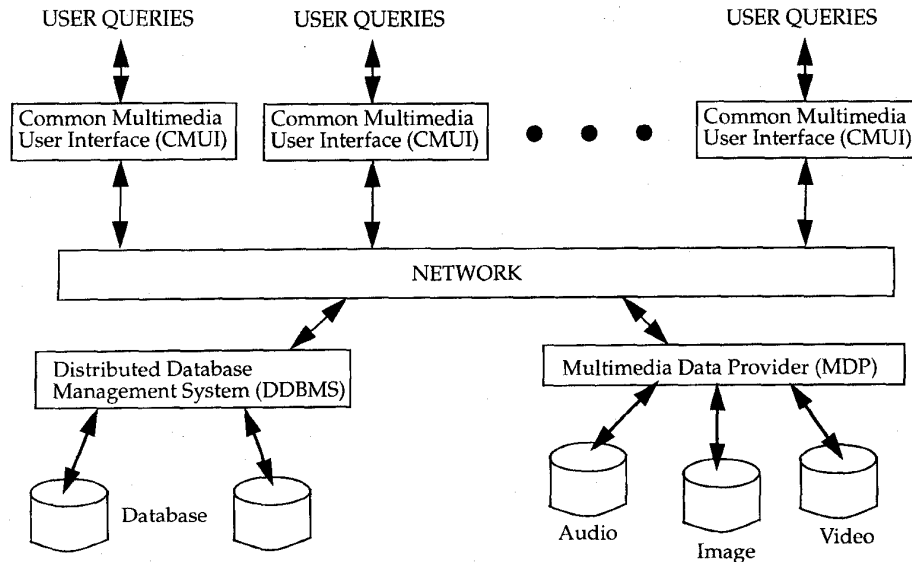 USER QUERIES
USER QUERIES
USER QUERIES
Common Multimedia
User Interface (CMUI)
Common Multimedia
User Interface (CMUI)
Common Multimedia
User Interface (CMUI)
NETWORK
Distributed Database
Management System (DDBMS)
Multimedia Data Provider (MDP)
Database
Audio
Image
Video